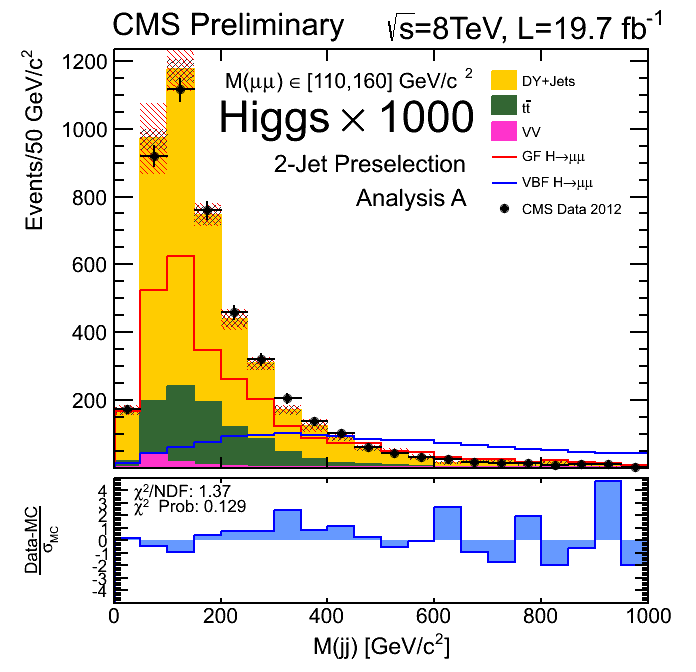 CMS Preliminary
√s=8TeV, L=19.7 fb⁻¹
Events/50 GeV/c²
1200
1000
800
600
400
200
M(μμ) ∈ [110,160] GeV/c ²
Higgs × 1000
2-Jet Preselection
Analysis A
DY+Jets
tt̄
VV
GF H→μμ
VBF H→μμ
CMS Data 2012
Data-MC
σMC
4
3
2
1
0
-1
-2
-3
-4
χ²/NDF: 1.37
χ² Prob: 0.129
0 200 400 600 800 1000
M(jj) [GeV/c²]